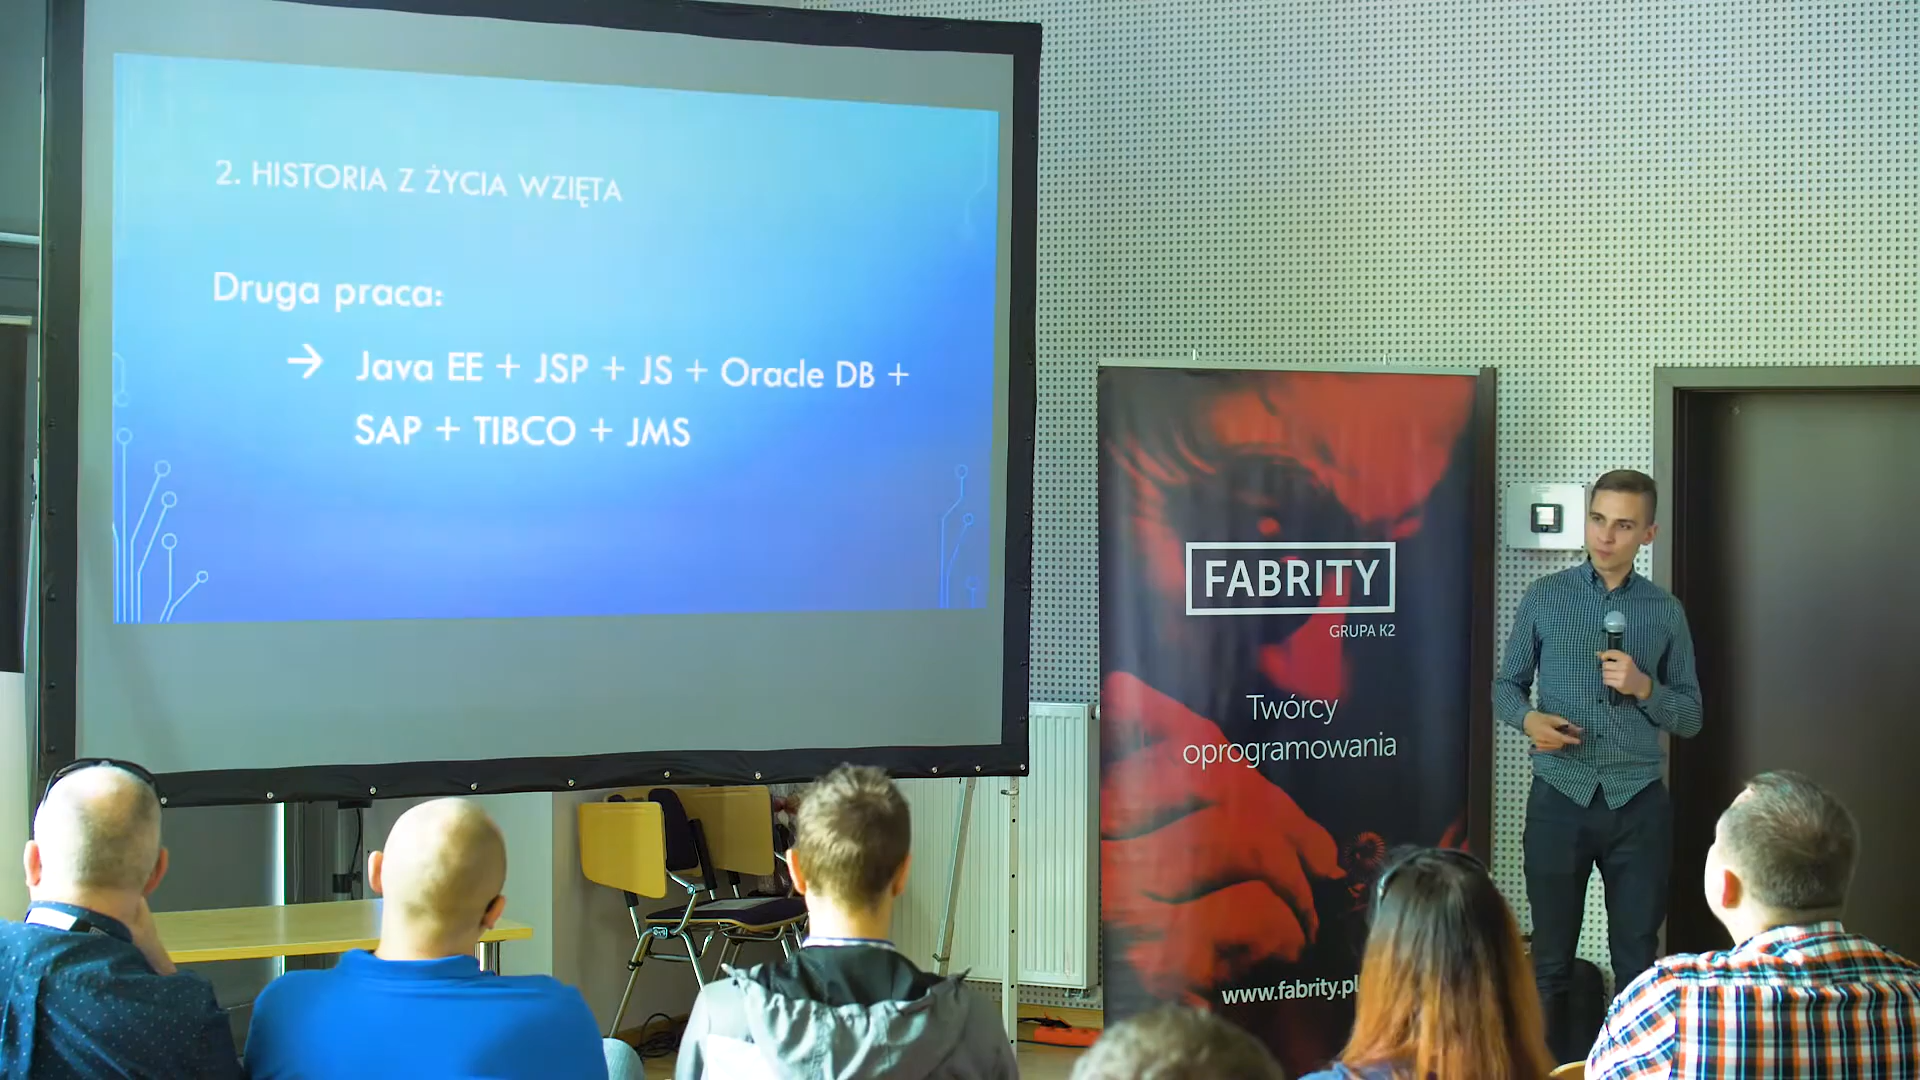 2. HISTORIA Z ŻYCIA WZIĘTA
Druga praca:
→ Java EE + JSP + JS + Oracle DB +
SAP + TIBCO + JMS
FABRITY
GRUPA K2
Twórcy
oprogramowania
www.fabrity.pl